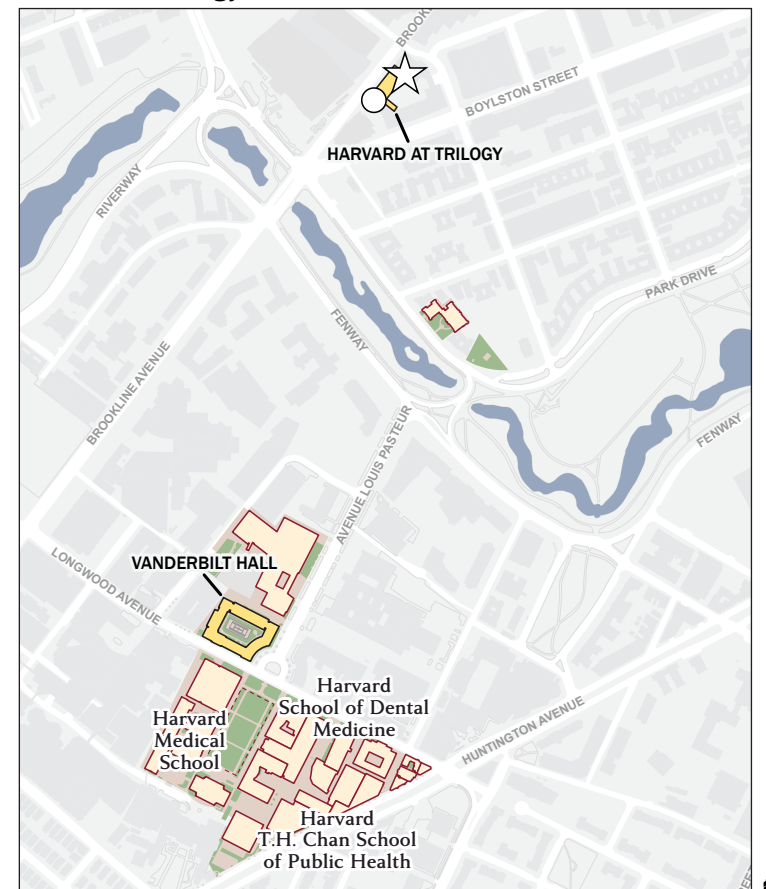 BROOKL
BOYLSTON STREET
HARVARD AT TRILOGY
RIVERWAY
PARK DRIVE
FENWAY
BROOKLINE AVENUE
FENWAY
AVENUE LOUIS PASTEUR
VANDERBILT HALL
LONGWOOD AVENUE
Harvard
School of Dental
Medicine
Harvard
Medical
School
HUNTINGTON AVENUE
Harvard
T.H. Chan School
of Public Health